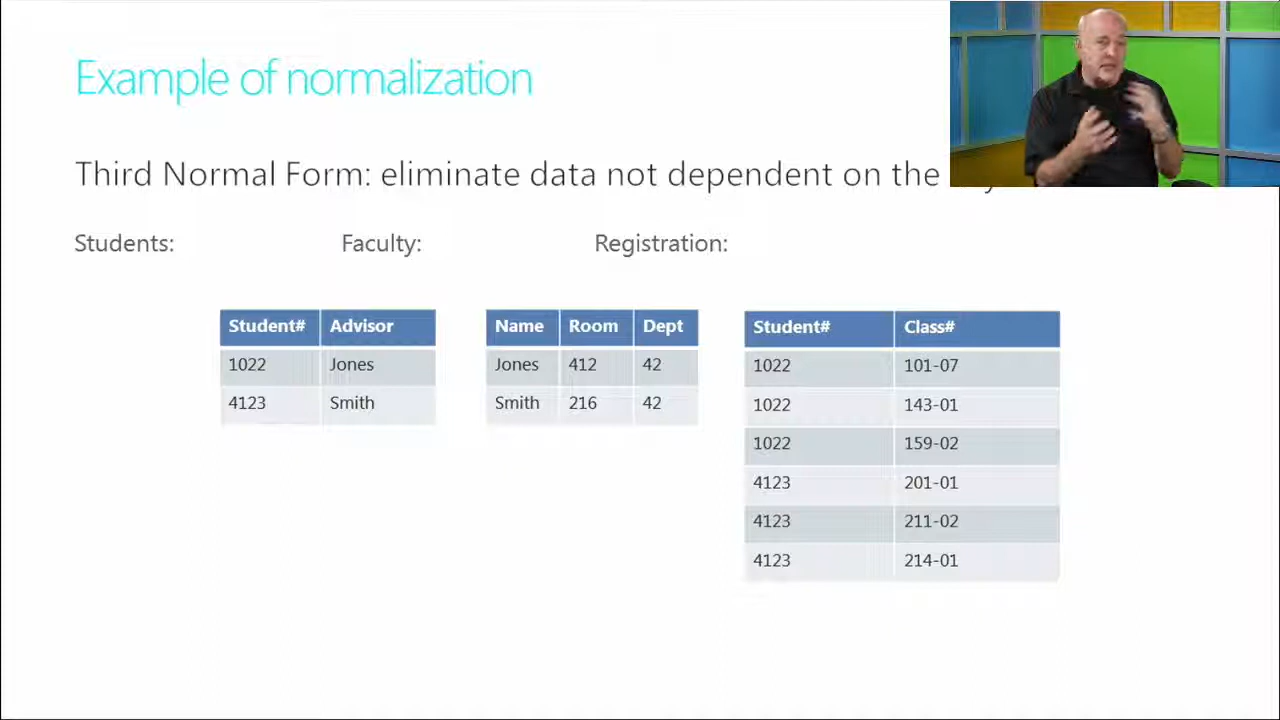 Example of normalization
Third Normal Form: eliminate data not dependent on the
Students: Faculty: Registration:
Student# Advisor
1022 Jones
4123 Smith
Name Room Dept
Jones 412 42
Smith 216 42
Student# Class#
1022 101-07
1022 143-01
1022 159-02
4123 201-01
4123 211-02
4123 214-01